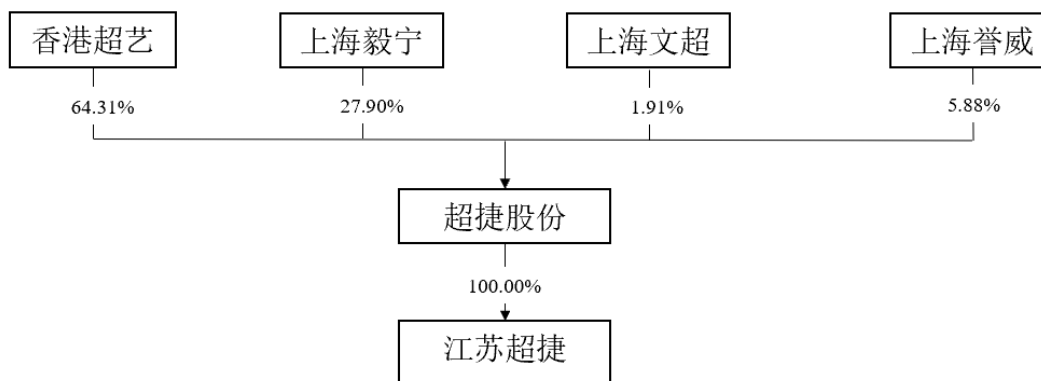 香港超艺
上海毅宁
上海文超
上海誉威
64.31%
27.90%
1.91%
5.88%
超捷股份
100.00%
江苏超捷